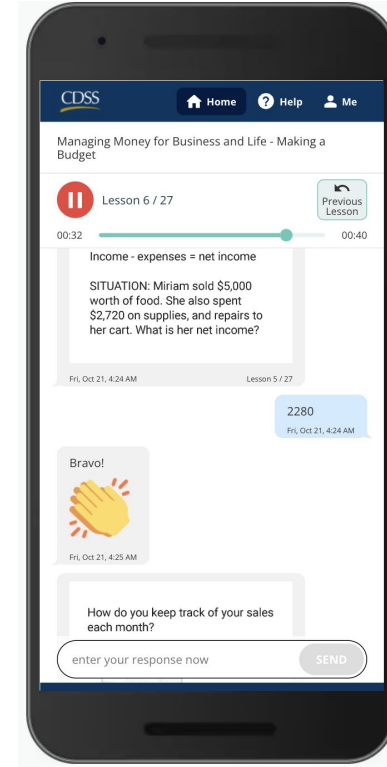 CDSS
Home
Help
Me
Managing Money for Business and Life - Making a
Budget
Lesson 6 / 27
Previous
Lesson
00:32
00:40
Income - expenses = net income
SITUATION: Miriam sold $5,000
worth of food. She also spent
$2,720 on supplies, and repairs to
her cart. What is her net income?
Fri, Oct 21, 4:24 AM
Lesson 5 / 27
2280
Fri, Oct 21, 4:24 AM
Bravo!
Fri, Oct 21, 4:25 AM
How do you keep track of your sales
each month?
enter your response now
SEND